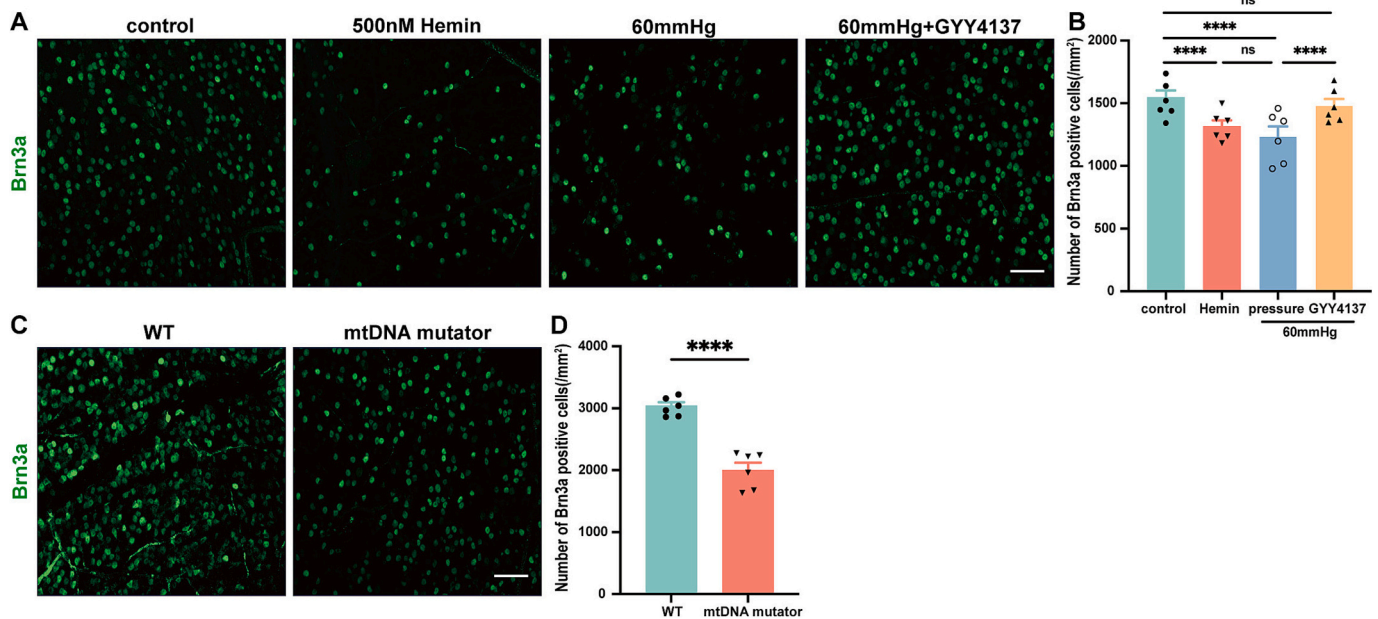 A
control
500nM Hemin
60mmHg
60mmHg+GYY4137
Brn3a
B
ns
****
**** ns ****
Number of Brn3a positive cells(/mm²)
2000
1500
1000
500
0
control Hemin pressure GYY4137
60mmHg
C
WT
mtDNA mutator
Brn3a
D
****
Number of Brn3a positive cells(/mm²)
4000
3000
2000
1000
0
WT mtDNA mutator